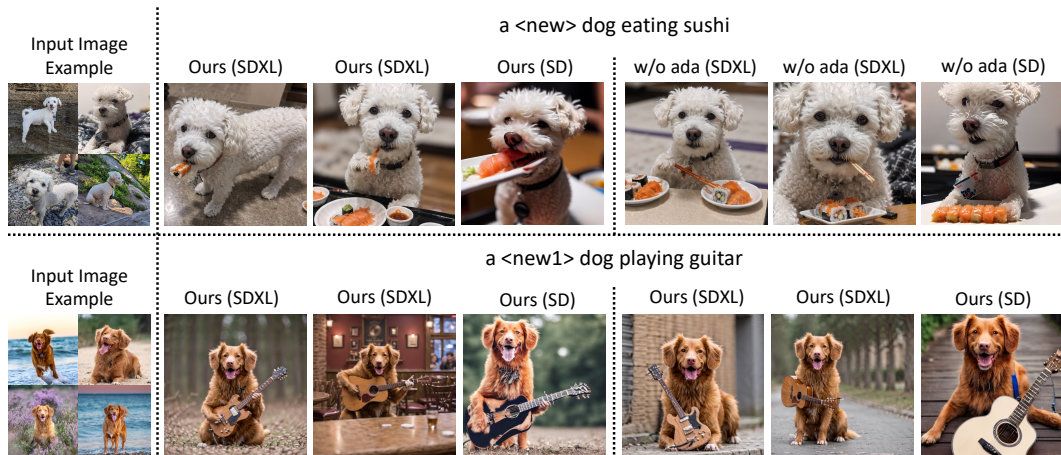 a <new> dog eating sushi
Input Image
Example
Ours (SDXL)
Ours (SDXL)
Ours (SD)
w/o ada (SDXL)
w/o ada (SDXL)
w/o ada (SD)
a <new1> dog playing guitar
Input Image
Example
Ours (SDXL)
Ours (SDXL)
Ours (SD)
Ours (SDXL)
Ours (SDXL)
Ours (SD)